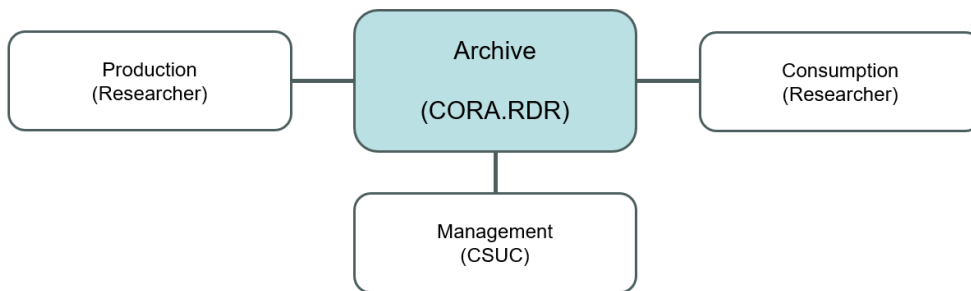 Production
(Researcher)
Archive
(CORA.RDR)
Consumption
(Researcher)
Management
(CSUC)